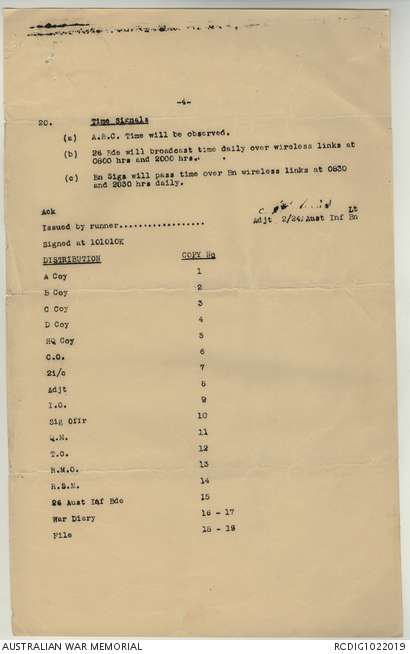 -4-
20. Time Signals
(a) A.B.C. Time will be observed.
(b) 26 Bde will broadcast time daily over wireless links at
0800 hrs and 2000 hrs.
(c) Bn Sigs will pass time over Bn wireless links at 0830
and 2030 hrs daily.
Ack
Lt
Issued by runner..................
Adjt 2/24 Aust Inf Bn
Signed at 101010K
DISTRIBUTION COPY No
A Coy 1
B Coy 2
C Coy 3
D Coy 4
HQ Coy 5
C.O. 6
2i/c 7
Adjt 8
I.O. 9
Sig Offr 10
Q.M. 11
T.O. 12
R.M.O. 13
R.S.M. 14
26 Aust Inf Bde 15
War Diary 16 - 17
File 18 - 19
AUSTRALIAN WAR MEMORIAL
RCDIG1022019